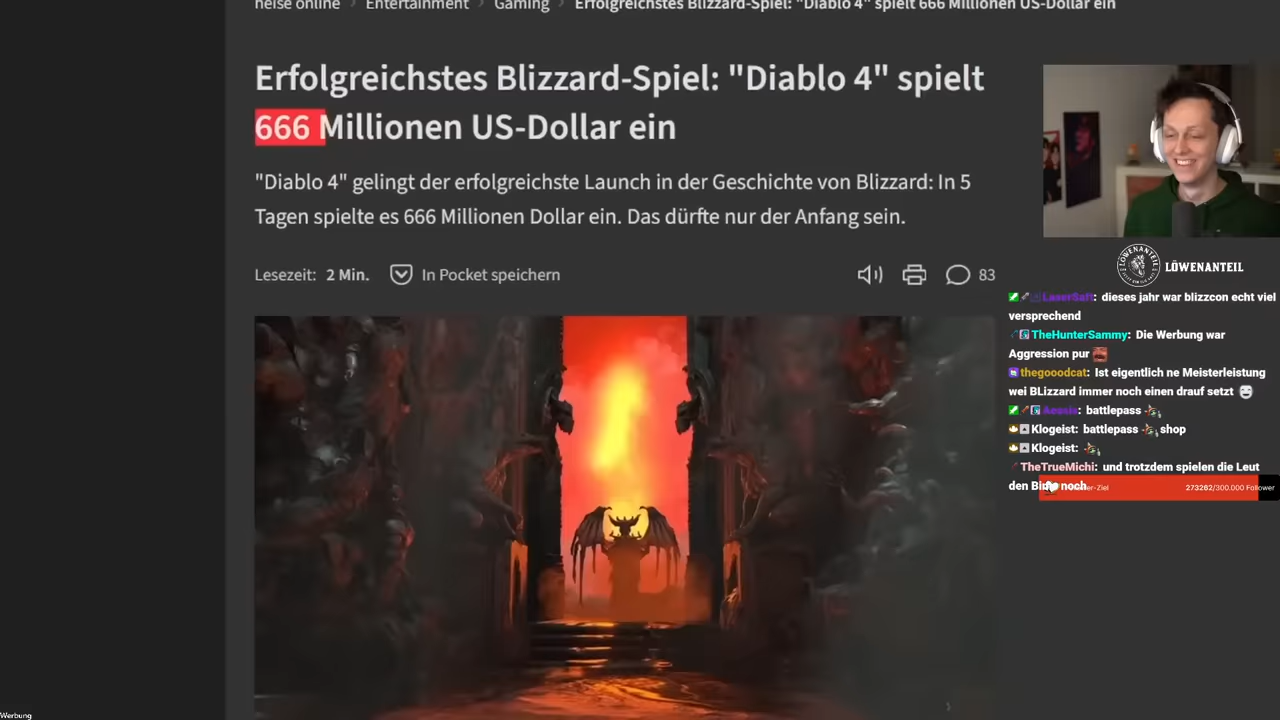 heise online > Entertainment > Gaming > Erfolgreichstes Blizzard-Spiel: "Diablo 4" spielt 666 Millionen US-Dollar ein
Erfolgreichstes Blizzard-Spiel: "Diablo 4" spielt
666 Millionen US-Dollar ein
"Diablo 4" gelingt der erfolgreichste Launch in der Geschichte von Blizzard: In 5
Tagen spielte es 666 Millionen Dollar ein. Das dürfte nur der Anfang sein.
Lesezeit: 2 Min.
In Pocket speichern
83
LÖWENANTEIL
LaserSaft: dieses jahr war blizzcon echt viel
versprechend
TheHunterSammy: Die Werbung war
Aggression pur
thegooodcat: Ist eigentlich ne Meisterleistung
wei BLizzard immer noch einen drauf setzt
: battlepass
Klogeist: battlepass shop
Klogeist:
TheTrueMichi: und trotzdem spielen die Leut
den noch
273282/300.000 Follower
Werbung